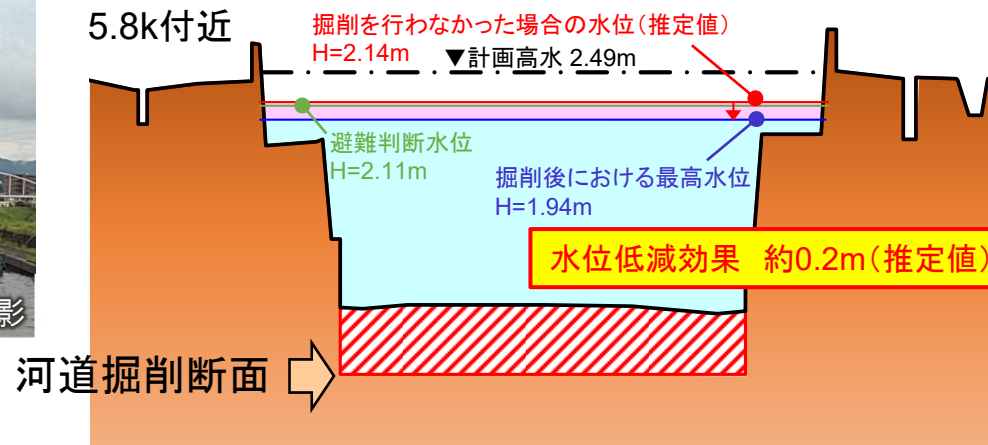 5.8k付近
掘削を行わなかった場合の水位（推定値）
H=2.14m
▼計画高水 2.49m
避難判断水位
H=2.11m
掘削後における最高水位
H=1.94m
水位低減効果 約0.2m（推定値）
影
河道掘削断面